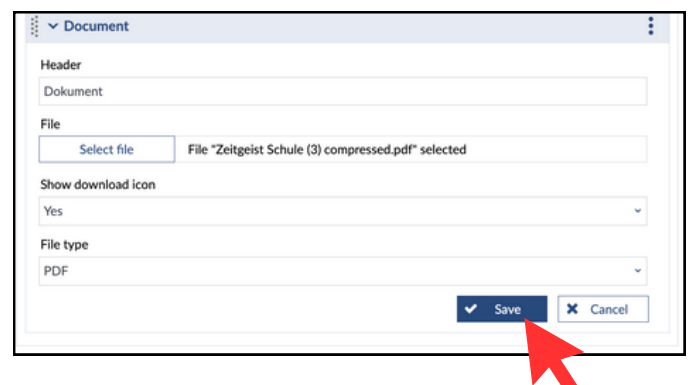 Document
Header
Dokument
File
Select file File "Zeitgeist Schule (3) compressed.pdf" selected
Show download icon
Yes
File type
PDF
Save Cancel